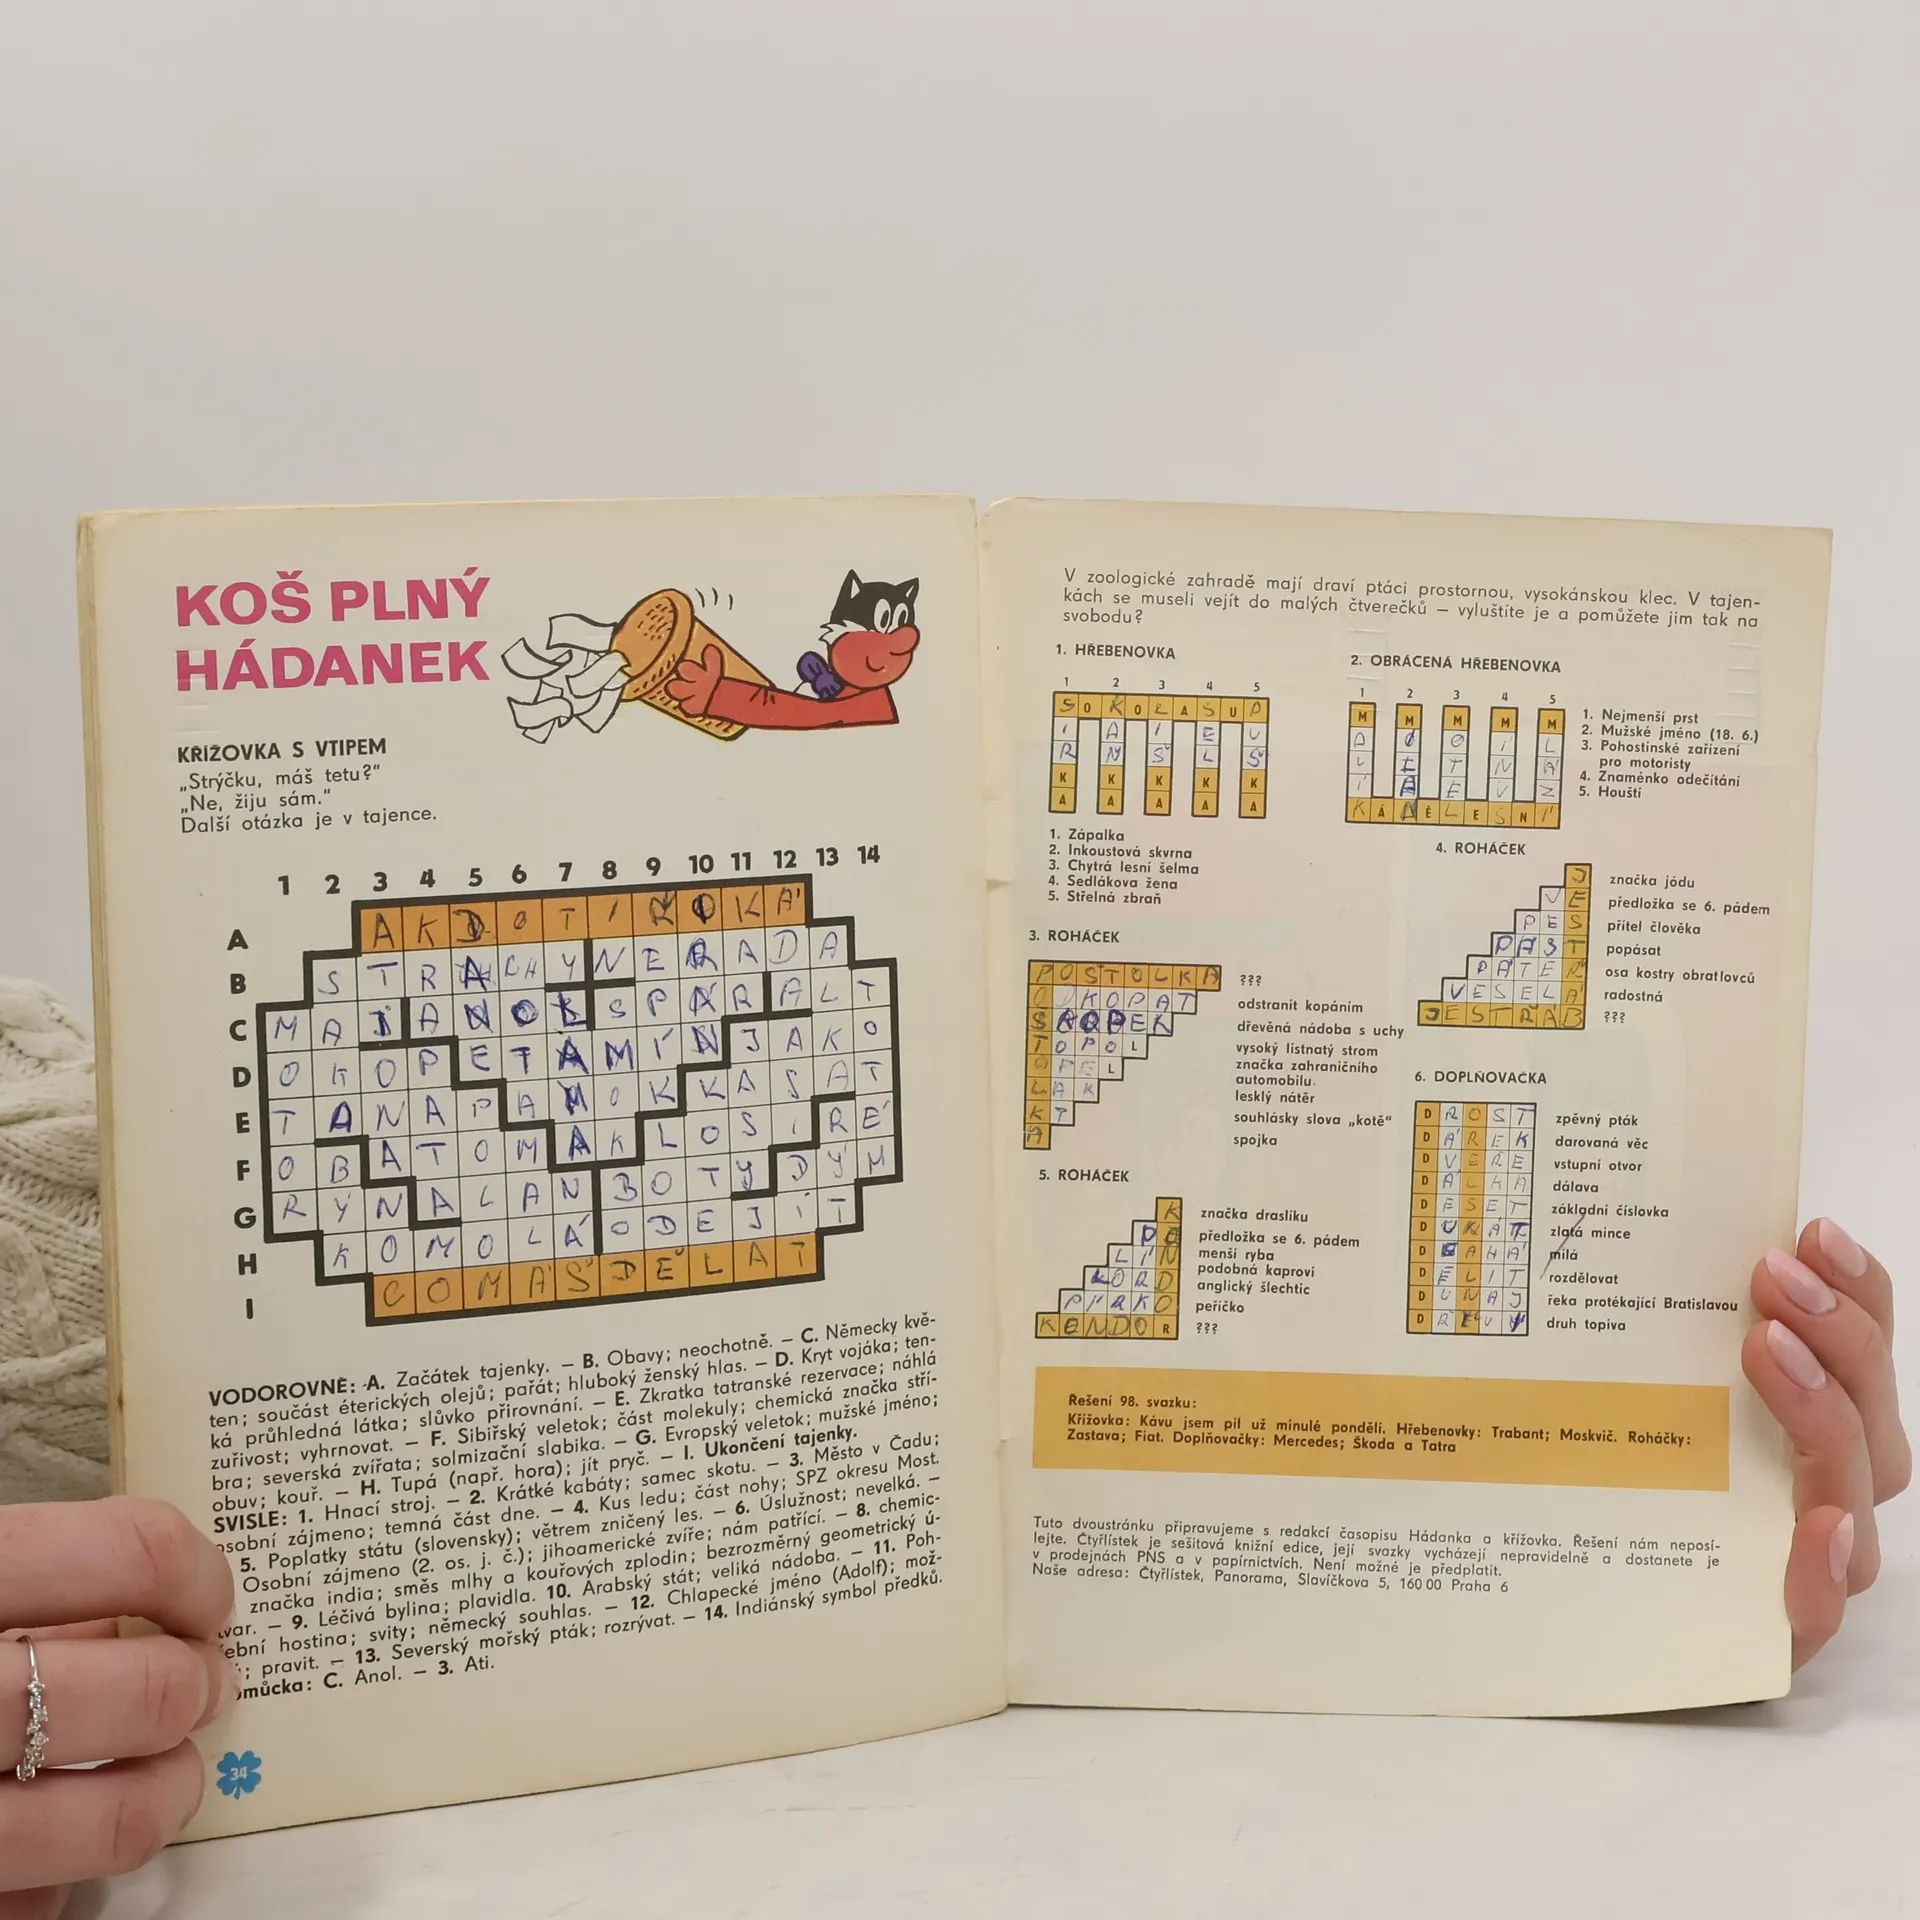 KOŠ PLNÝ
HÁDANEK
KŘÍŽOVKA S VTIPEM
„Strýčku, máš tetu?“
„Ne, žiju sám.“
Další otázka je v tajence.
1 2 3 4 5 6 7 8 9 10 11 12 13 14
A A K D O T I Ř Í K Á
B S T R A CH Y N E R A D A
C M A I A N O L S P Á R A L T
D O K O P E T A M Í N J A K O
E T A N A P A M O K K A S A T
F O B A T O M A K L O S I R É
G R Ý N A L A N B O T Y D Ý M
H K O M O L Á O D E J Í T
I C O M Á Š D Ě L A T
VODOROVNĚ: A. Začátek tajenky. – B. Obavy; neochotně. – C. Německy kvě-
ten; součást éterických olejů; pařát; hluboký ženský hlas. – D. Kryt vojáka; ten-
ká průhledná látka; slůvko přirovnání. – E. Zkratka tatranské rezervace; náhlá
zuřivost; vyhrnovat. – F. Sibiřský veletok; část molekuly; chemická značka stří-
bra; severská zvířata; solmizační slabika. – G. Evropský veletok; mužské jméno;
obuv; kouř. – H. Tupá (např. hora); jít pryč. – I. Ukončení tajenky.
SVISLE: 1. Hnací stroj. – 2. Krátké kabáty; samec skotu. – 3. Město v Čadu;
osobní zájmeno; temná část dne. – 4. Kus ledu; část nohy; SPZ okresu Most.
5. Poplatky státu (slovensky); větrem zničený les. – 6. Úslužnost; nevelká. –
Osobní zájmeno (2. os. j. č.); jihoamerické zvíře; nám patřící. – 8. chemic-
značka india; směs mlhy a kouřových zplodin; bezrozměrný geometrický ú-
tvar. – 9. Léčivá bylina; plavidla. 10. Arabský stát; veliká nádoba. – 11. Poh-
řební hostina; svity; německý souhlas. – 12. Chlapecké jméno (Adolf); mož-
; pravit. – 13. Severský mořský pták; rozrývat. – 14. Indiánský symbol předků.
můcka: C. Anol. – 3. Ati.
34
V zoologické zahradě mají draví ptáci prostornou, vysokánskou klec. V tajen-
kách se museli vejít do malých čtverečků – vyluštíte je a pomůžete jim tak na
svobodu?
1. HŘEBENOVKA
1 2 3 4 5
S O K O L A S U P
I A I E U
R Ň Š L Š
K K K K K
A A A A A
1. Zápalka
2. Inkoustová skvrna
3. Chytrá lesní šelma
4. Sedlákova žena
5. Střelná zbraň
2. OBRÁCENÁ HŘEBENOVKA
1 2 3 4 5
M M M M M
A O Í L
L I T N Á
Í E U Z
K Á Ě L E S N Í
1. Nejmenší prst
2. Mužské jméno (18. 6.)
3. Pohostinské zařízení
pro motoristy
4. Znaménko odečítání
5. Houští
3. ROHÁČEK
P O Š T O L K A ???
O D K O P A T odstranit kopáním
Š K O P E K dřevěná nádoba s uchy
T O P O L vysoký listnatý strom
O P E L značka zahraničního
automobilu.
L A K lesklý nátěr
K T souhlásky slova „kotě“
A spojka
4. ROHÁČEK
J značka jódu
V E předložka se 6. pádem
P E S přítel člověka
P Á S T popásat
P Á T E Ř osa kostry obratlovců
V E S E L Á radostná
J E S T Ř Á B ???
5. ROHÁČEK
K značka draslíku
P O předložka se 6. pádem
L Í N menší ryba
podobná kaprovi
L O R D anglický šlechtic
P Í R K O peříčko
K O N D O R ???
6. DOPLŇOVAČKA
D R O S T zpěvný pták
D Á R E K darovaná věc
D V E Ř E vstupní otvor
D Á L K A dálava
D E S E T základní číslovka
D U K Á T zlatá mince
D R A H Á milá
D Ě L I T rozdělovat
D U N A J řeka protékající Bratislavou
D Ř E V Y druh topiva
Řešení 98. svazku:
Křížovka: Kávu jsem pil už minulé pondělí. Hřebenovky: Trabant; Moskvič. Roháčky:
Zastava; Fiat. Doplňovačky: Mercedes; Škoda a Tatra
Tuto dvoustránku připravujeme s redakcí časopisu Hádanka a křížovka. Řešení nám neposí-
lejte. Čtyřlístek je sešitová knižní edice, její svazky vycházejí nepravidelně a dostanete je
v prodejnách PNS a v papírnictvích. Není možné je předplatit.
Naše adresa: Čtyřlístek, Panorama, Slavíčkova 5, 160 00 Praha 6